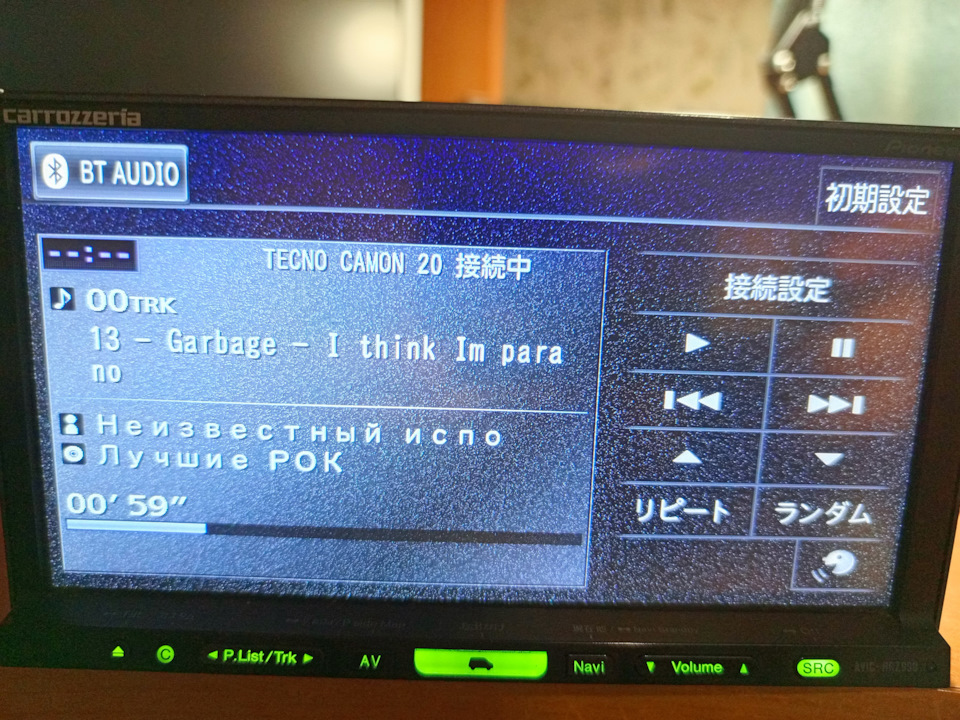 carrozzeria
Pioneer
BT AUDIO
初期設定
--:--
TECNO CAMON 20 接続中
00TRK
13 - Garbage - I think Im para
no
Неизвестный испо
Лучшие РОК
00' 59"
接続設定
リピート
ランダム
C
P.List/Trk
AV
Navi
Volume
SRC